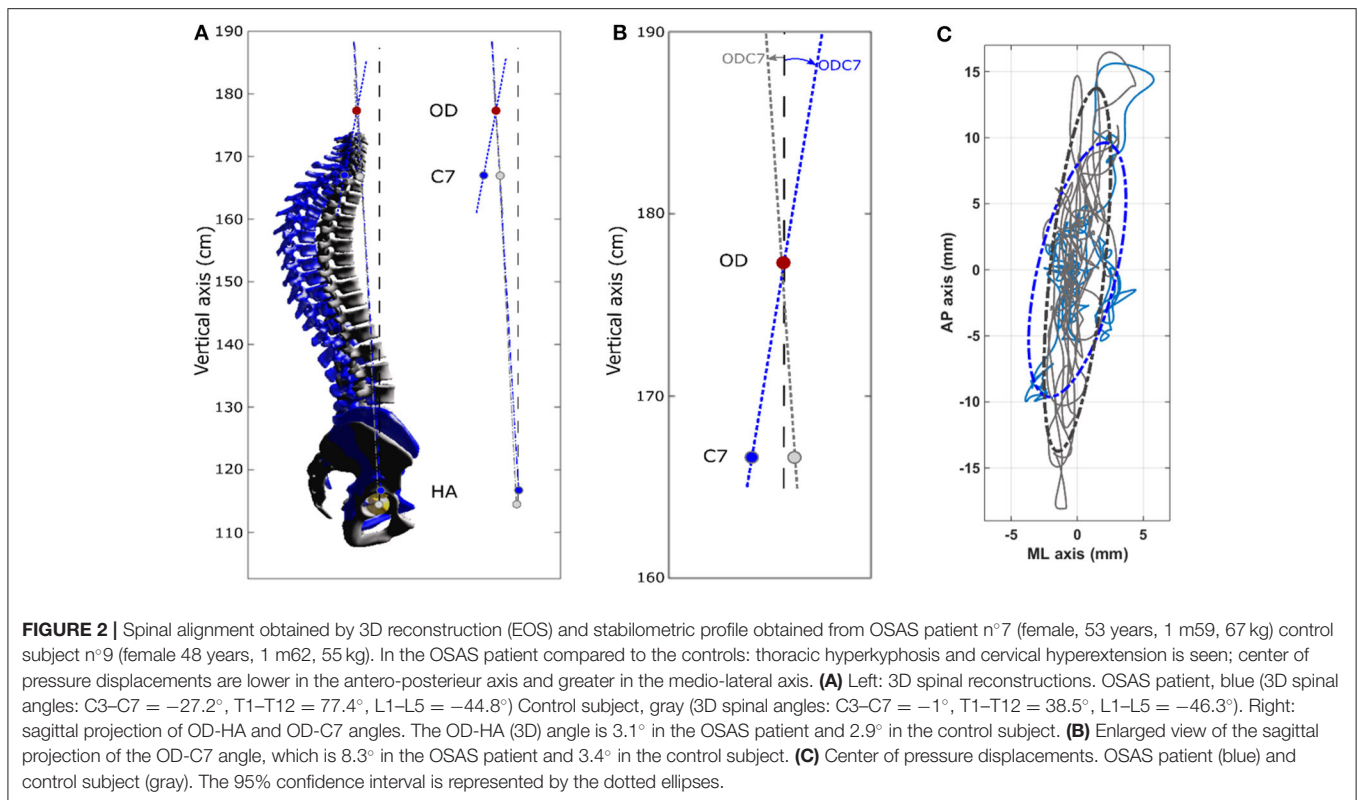 A
190
180
170
160
150
140
130
120
110
Vertical axis (cm)
OD
C7
HA
B
190
180
170
160
Vertical axis (cm)
ODC7
ODC7
OD
C7
C
15
10
5
0
-5
-10
-15
AP axis (mm)
-5 0 5
ML axis (mm)
FIGURE 2 | Spinal alignment obtained by 3D reconstruction (EOS) and stabilometric profile obtained from OSAS patient n°7 (female, 53 years, 1 m59, 67 kg) control
subject n°9 (female 48 years, 1 m62, 55 kg). In the OSAS patient compared to the controls: thoracic hyperkyphosis and cervical hyperextension is seen; center of
pressure displacements are lower in the antero-posterieur axis and greater in the medio-lateral axis. (A) Left: 3D spinal reconstructions. OSAS patient, blue (3D spinal
angles: C3–C7 = −27.2°, T1–T12 = 77.4°, L1–L5 = −44.8°) Control subject, gray (3D spinal angles: C3–C7 = −1°, T1–T12 = 38.5°, L1–L5 = −46.3°). Right:
sagittal projection of OD-HA and OD-C7 angles. The OD-HA (3D) angle is 3.1° in the OSAS patient and 2.9° in the control subject. (B) Enlarged view of the sagittal
projection of the OD-C7 angle, which is 8.3° in the OSAS patient and 3.4° in the control subject. (C) Center of pressure displacements. OSAS patient (blue) and
control subject (gray). The 95% confidence interval is represented by the dotted ellipses.